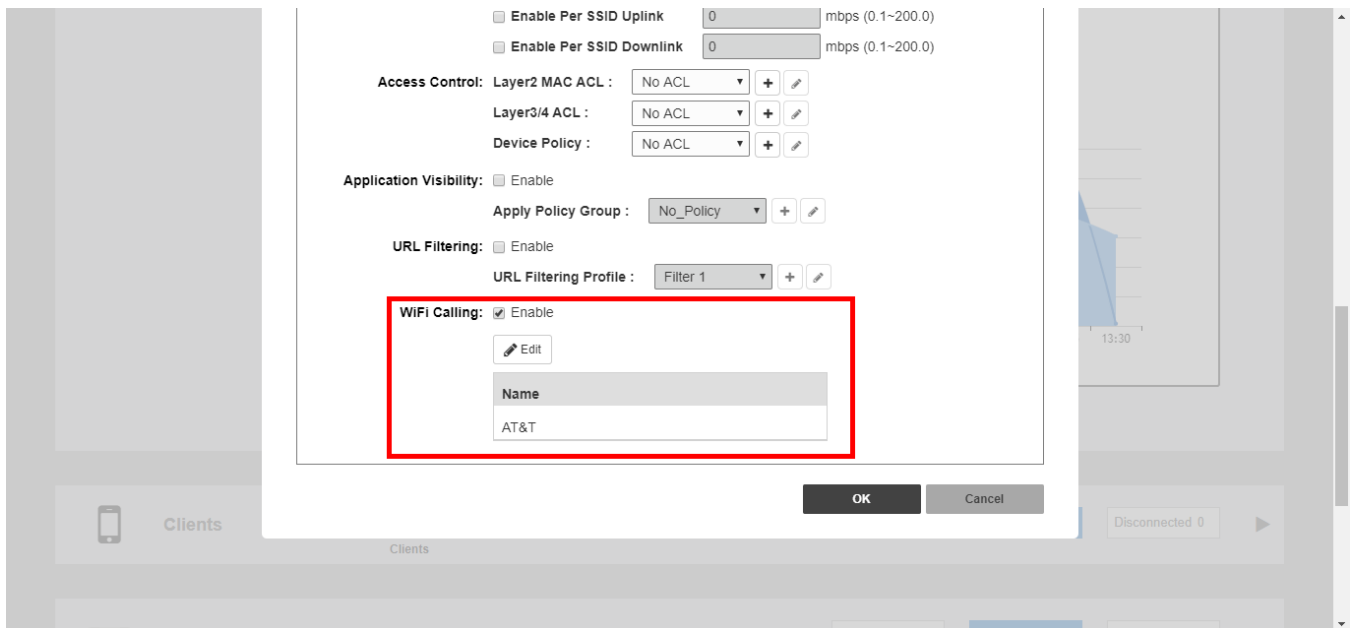 Enable Per SSID Uplink 0 mbps (0.1~200.0)
Enable Per SSID Downlink 0 mbps (0.1~200.0)
Access Control: Layer2 MAC ACL : No ACL
Layer3/4 ACL : No ACL
Device Policy : No ACL
Application Visibility: Enable
Apply Policy Group : No_Policy
URL Filtering: Enable
URL Filtering Profile : Filter 1
WiFi Calling: Enable
Edit
Name
AT&T
13:30
OK Cancel
Clients Disconnected 0
Clients